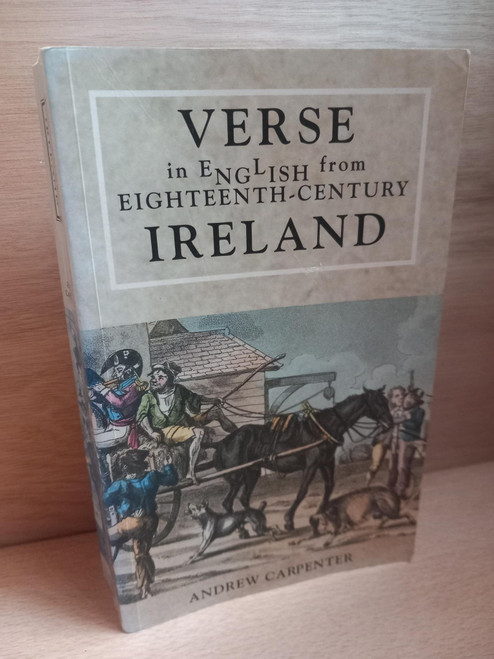 VERSE
in ENGLISH from
EIGHTEENTH-CENTURY
IRELAND
ANDREW CARPENTER